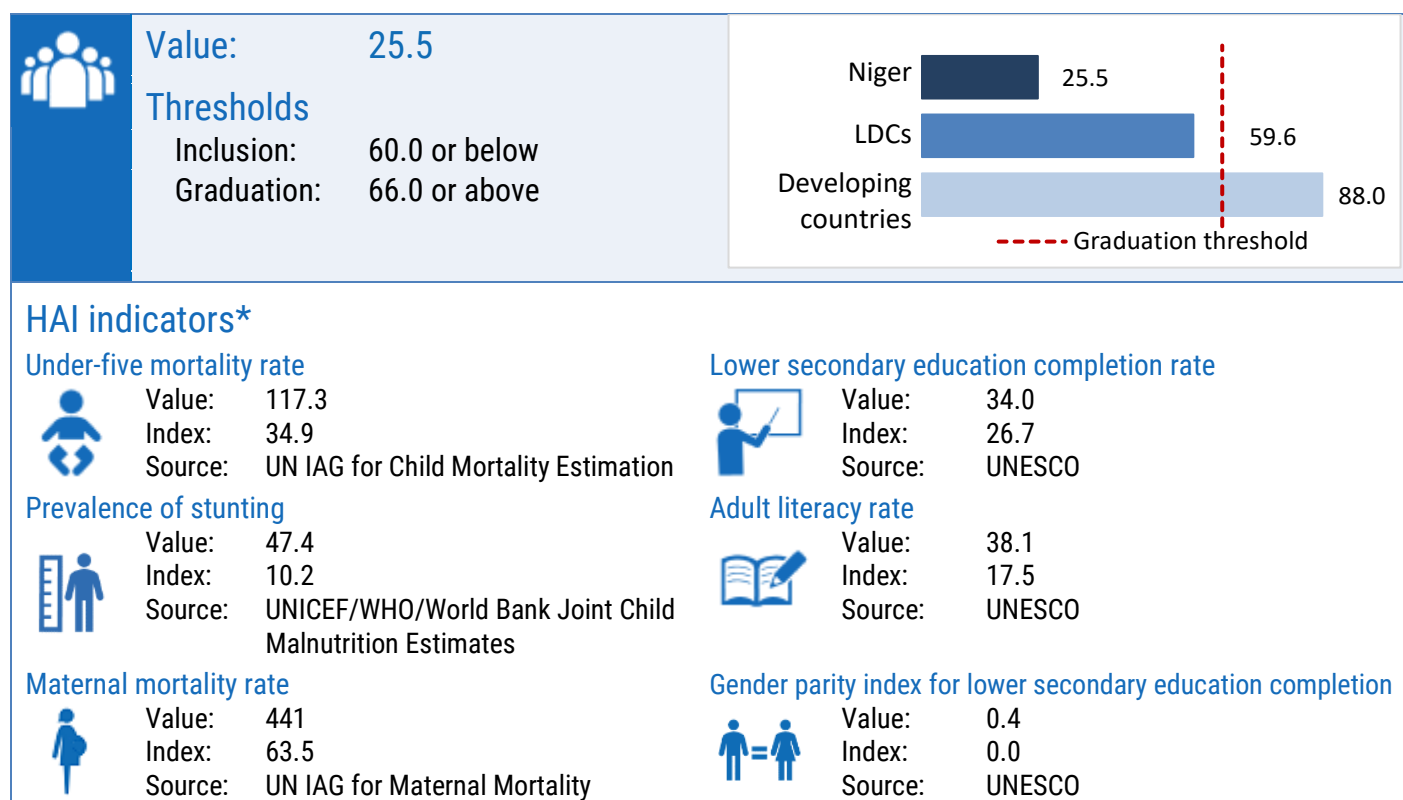 Value: 25.5
Thresholds
Inclusion: 60.0 or below
Graduation: 66.0 or above
Niger 25.5
LDCs 59.6
Developing
countries 88.0
Graduation threshold
HAI indicators*
Under-five mortality rate
Value: 117.3
Index: 34.9
Source: UN IAG for Child Mortality Estimation
Prevalence of stunting
Value: 47.4
Index: 10.2
Source: UNICEF/WHO/World Bank Joint Child
Malnutrition Estimates
Maternal mortality rate
Value: 441
Index: 63.5
Source: UN IAG for Maternal Mortality
Lower secondary education completion rate
Value: 34.0
Index: 26.7
Source: UNESCO
Adult literacy rate
Value: 38.1
Index: 17.5
Source: UNESCO
Gender parity index for lower secondary education completion
Value: 0.4
Index: 0.0
Source: UNESCO